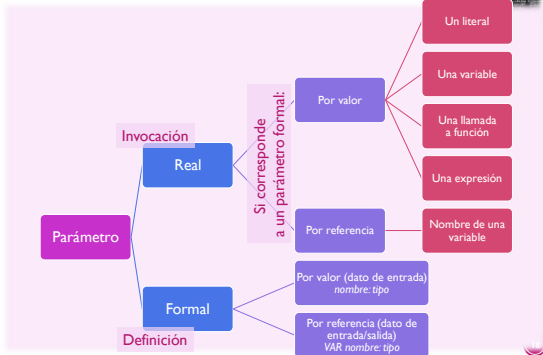 Un literal
Una variable
Por valor
Una llamada
a función
Invocación
Si corresponde
a un parámetro formal:
Real
Una expresión
Parámetro
Por referencia
Nombre de una
variable
Por valor (dato de entrada)
nombre: tipo
Formal
Por referencia (dato de
entrada/salida)
VAR nombre: tipo
Definición